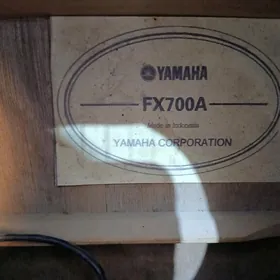 YAMAHA
FX700A
Made in Indonesia
YAMAHA CORPORATION